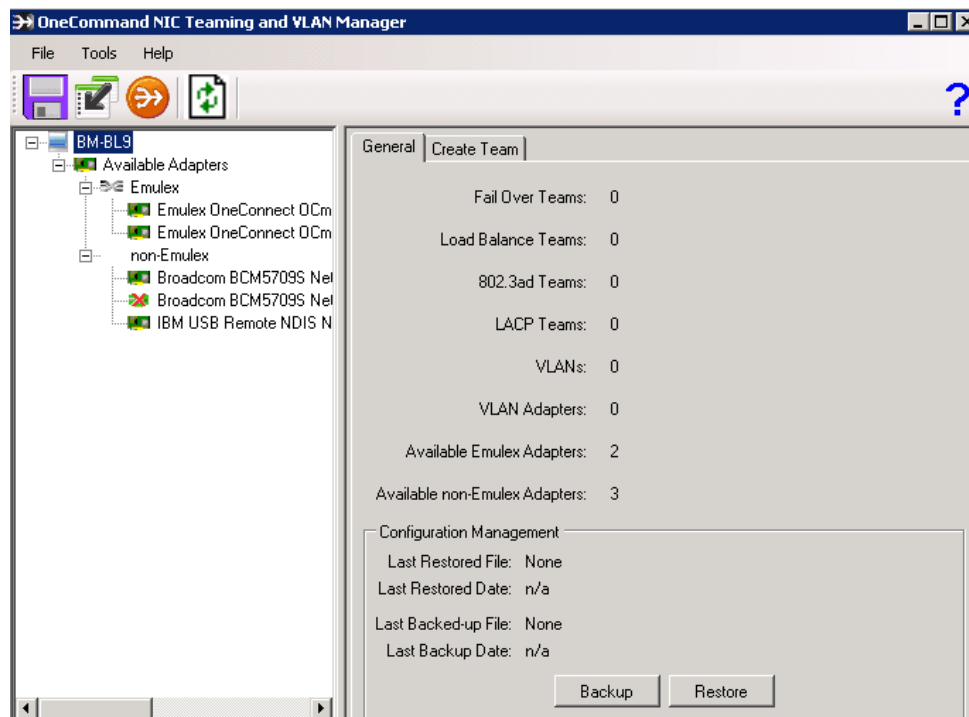 OneCommand NIC Teaming and VLAN Manager
File Tools Help
?
BM-BL9
Available Adapters
Emulex
Emulex OneConnect OCm
Emulex OneConnect OCm
non-Emulex
Broadcom BCM5709S Net
Broadcom BCM5709S Net
IBM USB Remote NDIS N
General Create Team
Fail Over Teams: 0
Load Balance Teams: 0
802.3ad Teams: 0
LACP Teams: 0
VLANs: 0
VLAN Adapters: 0
Available Emulex Adapters: 2
Available non-Emulex Adapters: 3
Configuration Management
Last Restored File: None
Last Restored Date: n/a
Last Backed-up File: None
Last Backup Date: n/a
Backup Restore